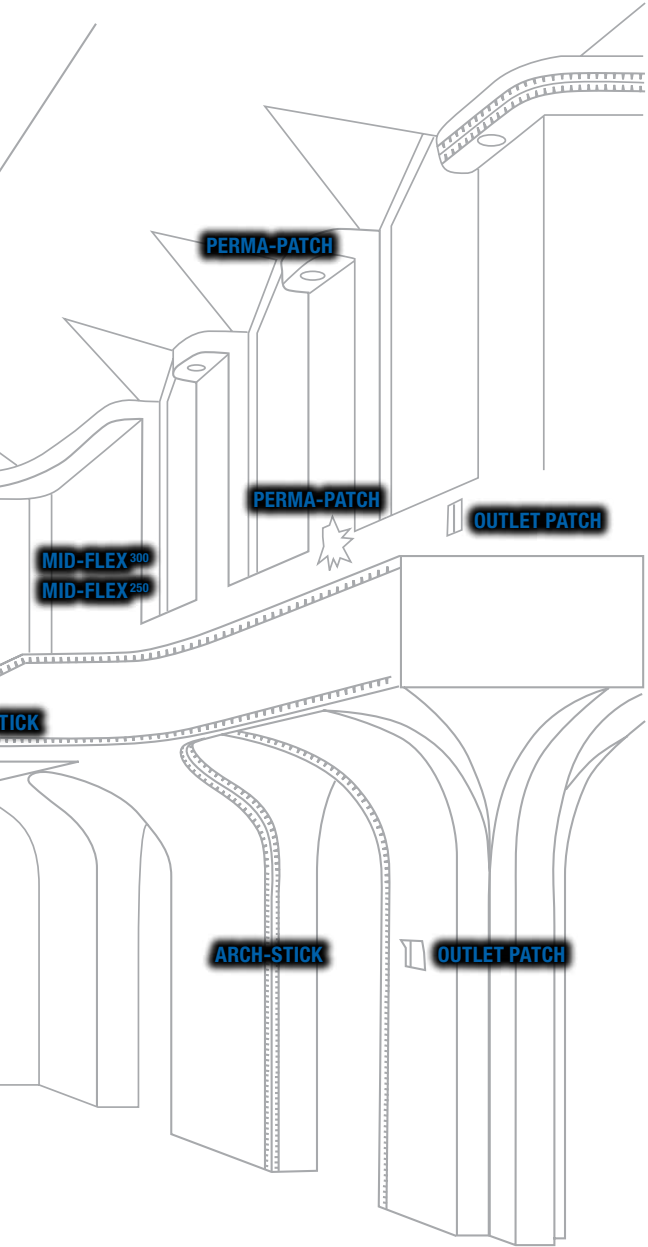 PERMA-PATCH
PERMA-PATCH
OUTLET PATCH
MID-FLEX 300
MID-FLEX 250
TICK
ARCH-STICK
OUTLET PATCH